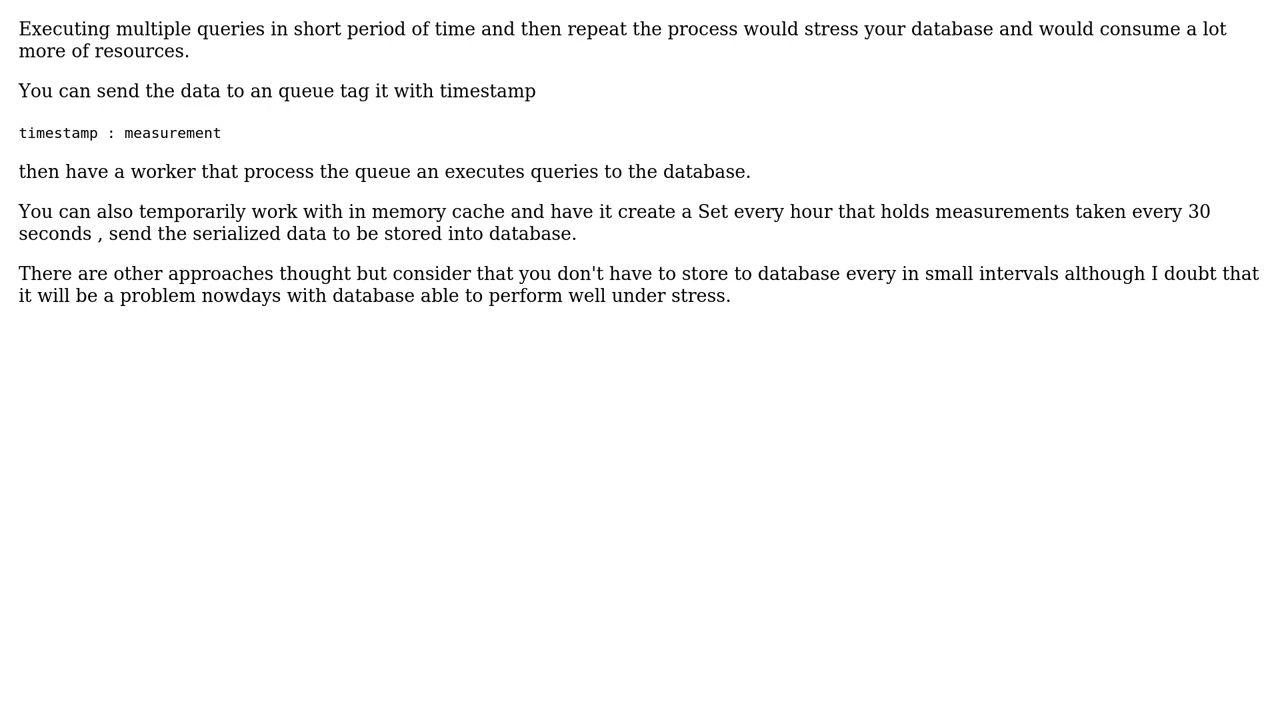 Executing multiple queries in short period of time and then repeat the process would stress your database and would consume a lot
more of resources.
You can send the data to an queue tag it with timestamp
timestamp : measurement
then have a worker that process the queue an executes queries to the database.
You can also temporarily work with in memory cache and have it create a Set every hour that holds measurements taken every 30
seconds , send the serialized data to be stored into database.
There are other approaches thought but consider that you don't have to store to database every in small intervals although I doubt that
it will be a problem nowdays with database able to perform well under stress.